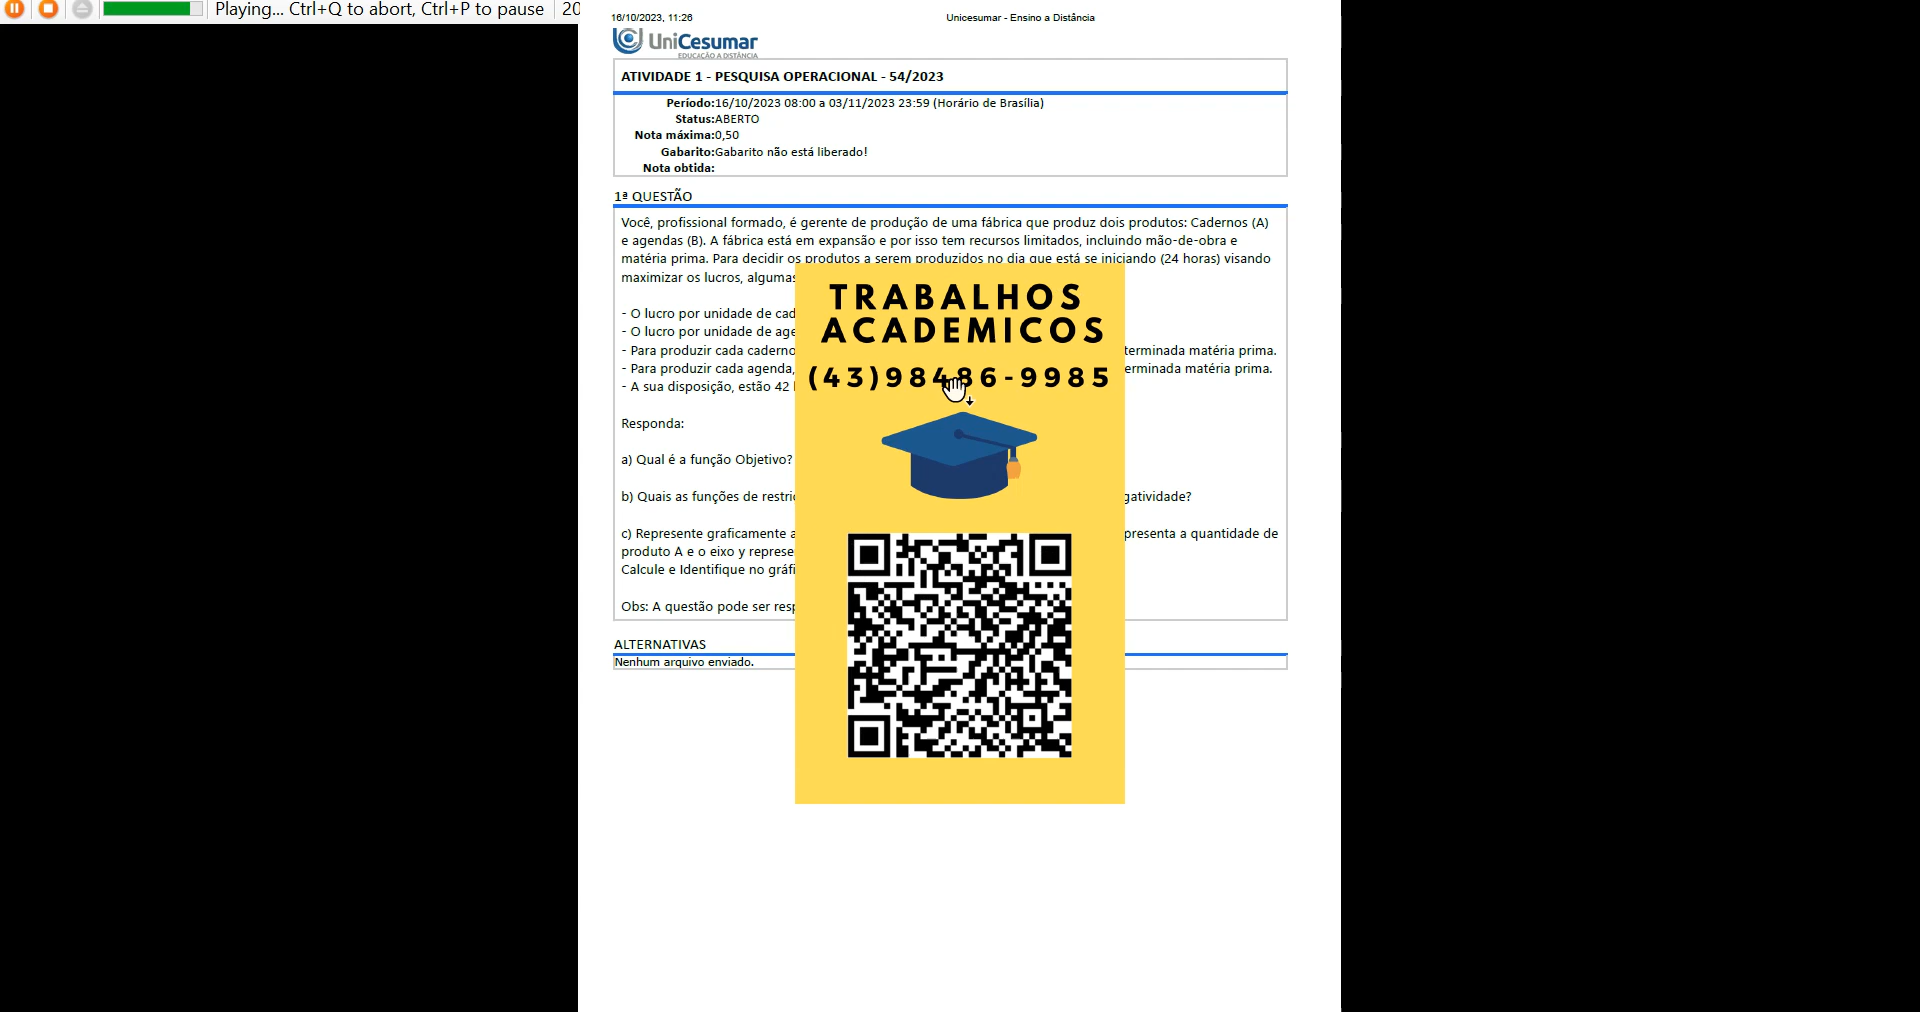 Playing... Ctrl+Q to abort, Ctrl+P to pause
20
16/10/2023, 11:26
Unicesumar - Ensino a Distância
UniCesumar
EDUCAÇÃO A DISTÂNCIA
ATIVIDADE 1 - PESQUISA OPERACIONAL - 54/2023
Período:16/10/2023 08:00 a 03/11/2023 23:59 (Horário de Brasília)
Status:ABERTO
Nota máxima:0,50
Gabarito:Gabarito não está liberado!
Nota obtida:
1ª QUESTÃO
Você, profissional formado, é gerente de produção de uma fábrica que produz dois produtos: Cadernos (A)
e agendas (B). A fábrica está em expansão e por isso tem recursos limitados, incluindo mão-de-obra e
matéria prima. Para decidir os produtos a serem produzidos no dia que está se iniciando (24 horas) visando
maximizar os lucros, algumas
- O lucro por unidade de cad
- O lucro por unidade de age
- Para produzir cada caderno terminada matéria prima.
- Para produzir cada agenda, erminada matéria prima.
- A sua disposição, estão 42
Responda:
a) Qual é a função Objetivo?
b) Quais as funções de restri gatividade?
c) Represente graficamente a presenta a quantidade de
produto A e o eixo y represe
Calcule e Identifique no gráfi
Obs: A questão pode ser resp
ALTERNATIVAS
Nenhum arquivo enviado.
TRABALHOS
ACADEMICOS
(43)98486-9985